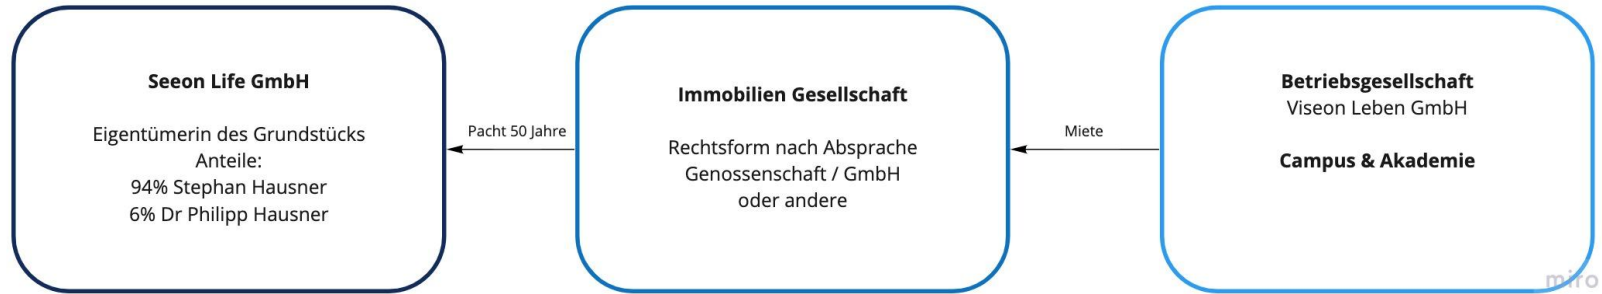 Seeon Life GmbH
Eigentümerin des Grundstücks
Anteile:
94% Stephan Hausner
6% Dr Philipp Hausner
Pacht 50 Jahre
Immobilien Gesellschaft
Rechtsform nach Absprache
Genossenschaft / GmbH
oder andere
Miete
Betriebsgesellschaft
Viseon Leben GmbH
Campus & Akademie
miro